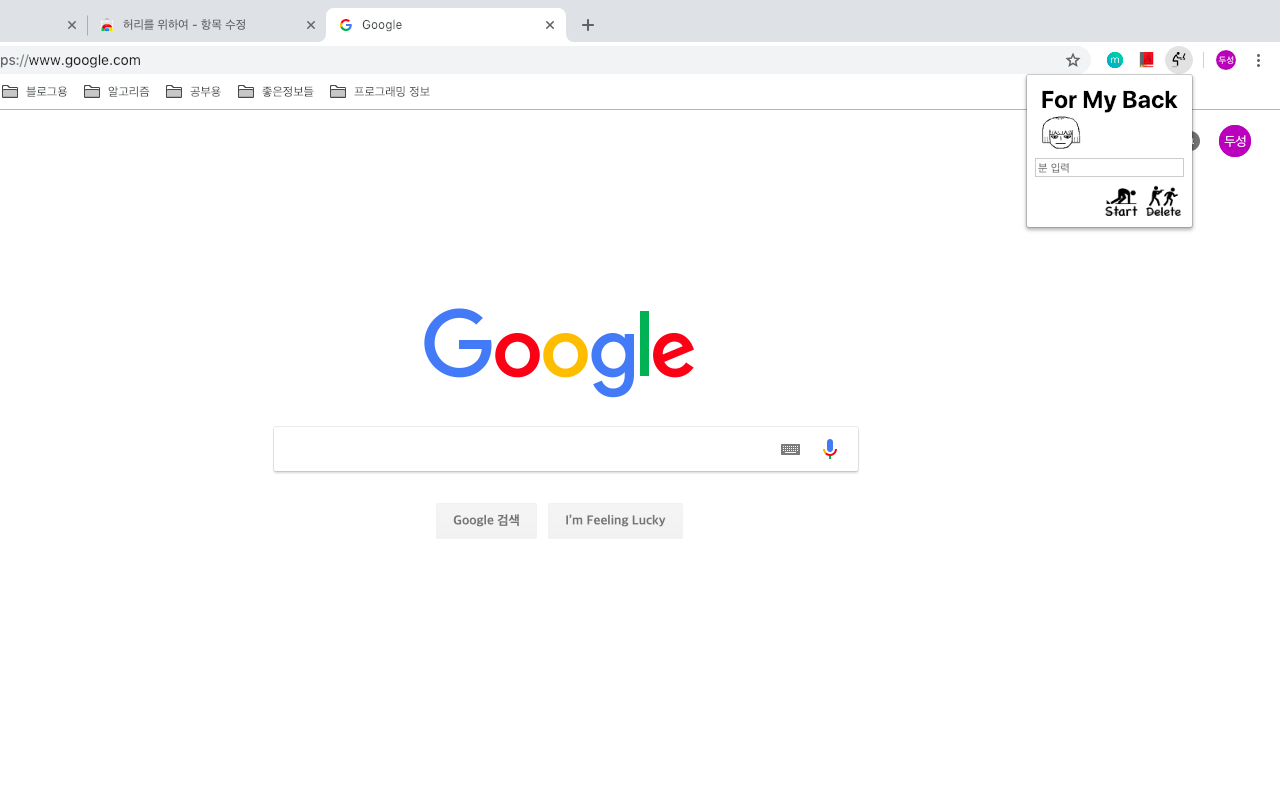 허리를 위하여 - 항목 수정
Google
ps://www.google.com
m
두성
블로그용
알고리즘
공부용
좋은정보들
프로그래밍 정보
For My Back
두성
분 입력
Start
Delete
Google
Google 검색
I'm Feeling Lucky